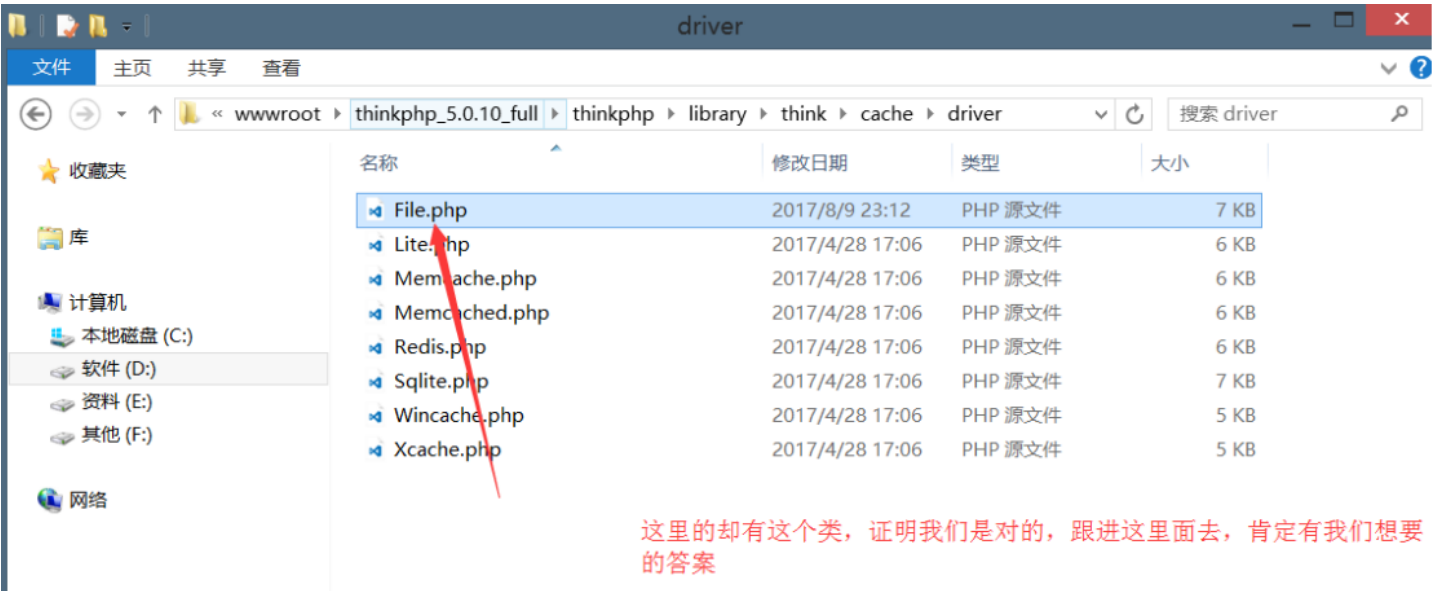 driver
文件 主页 共享 查看
« wwwroot thinkphp_5.0.10_full thinkphp library think cache driver 搜索 driver
收藏夹
库
计算机
本地磁盘 (C:)
软件 (D:)
资料 (E:)
其他 (F:)
网络
名称 修改日期 类型 大小
File.php 2017/8/9 23:12 PHP 源文件 7 KB
Lite.php 2017/4/28 17:06 PHP 源文件 6 KB
Memcache.php 2017/4/28 17:06 PHP 源文件 6 KB
Memcached.php 2017/4/28 17:06 PHP 源文件 6 KB
Redis.php 2017/4/28 17:06 PHP 源文件 6 KB
Sqlite.php 2017/4/28 17:06 PHP 源文件 7 KB
Wincache.php 2017/4/28 17:06 PHP 源文件 5 KB
Xcache.php 2017/4/28 17:06 PHP 源文件 5 KB
这里的却有这个类，证明我们是对的，跟进这里面去，肯定有我们想要
的答案